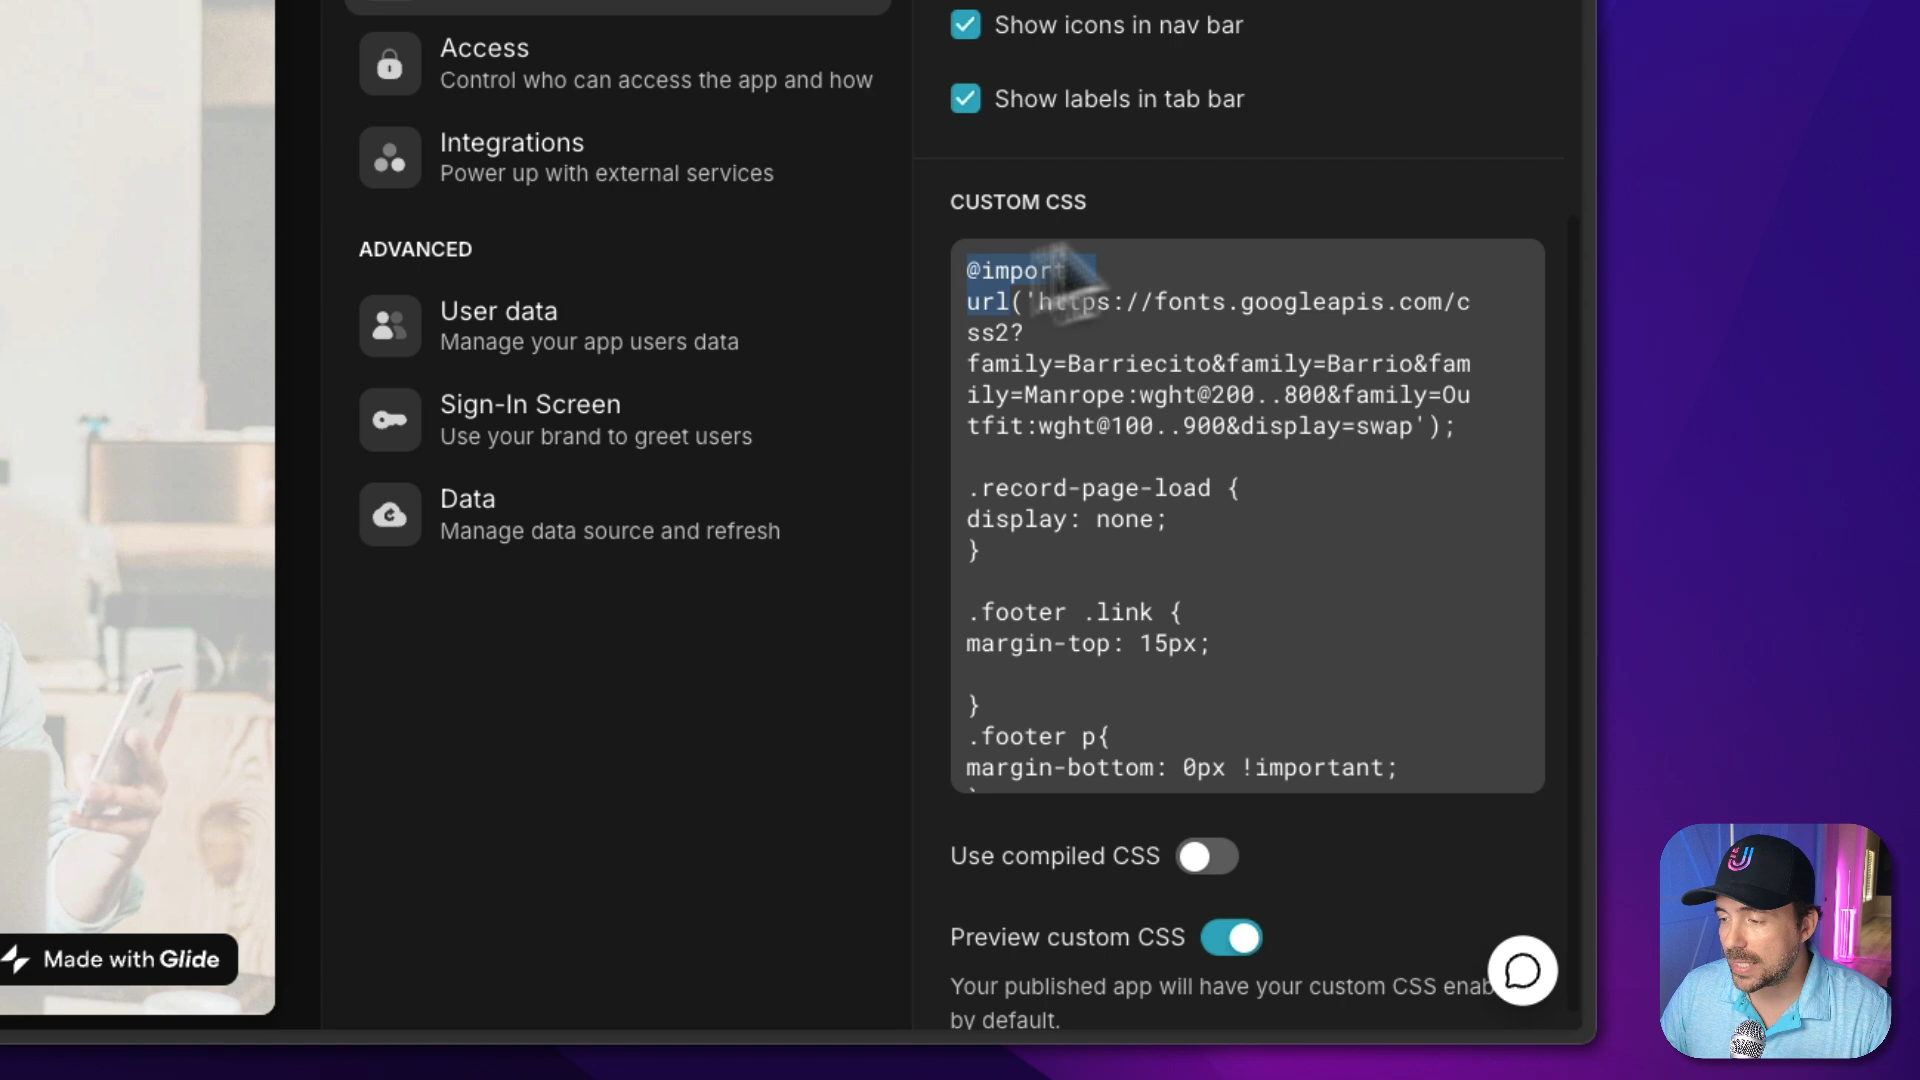 Access
Control who can access the app and how
Integrations
Power up with external services
ADVANCED
User data
Manage your app users data
Sign-In Screen
Use your brand to greet users
Data
Manage data source and refresh
Made with Glide
Show icons in nav bar
Show labels in tab bar
CUSTOM CSS
@import
url('https://fonts.googleapis.com/c
ss2?
family=Barriecito&family=Barrio&fam
ily=Manrope:wght@200..800&family=Ou
tfit:wght@100..900&display=swap');
.record-page-load {
display: none;
}
.footer .link {
margin-top: 15px;
}
.footer p{
margin-bottom: 0px !important;
Use compiled CSS
Preview custom CSS
Your published app will have your custom CSS enab
by default.